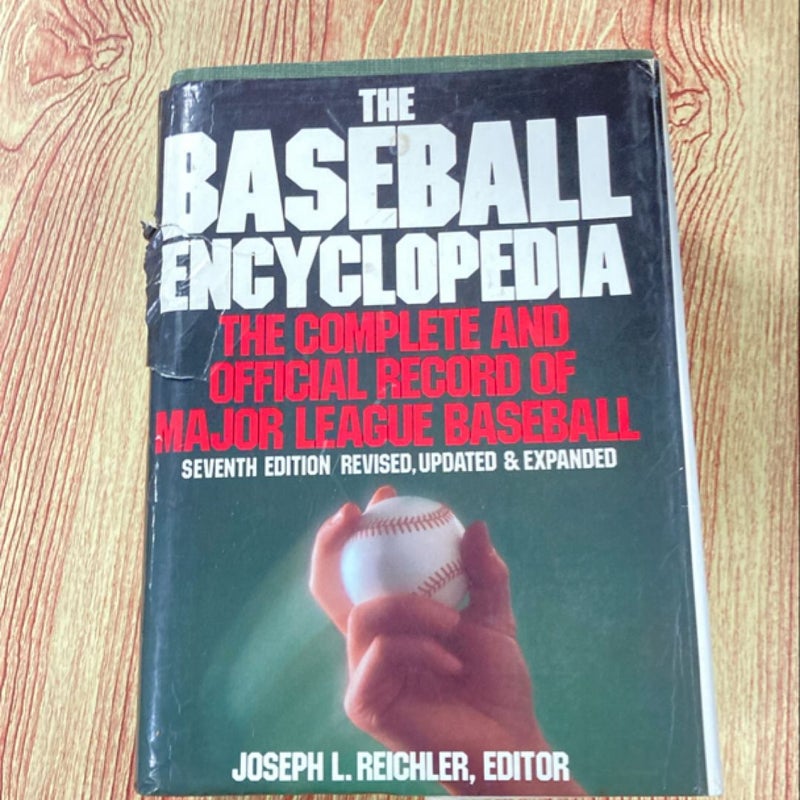 THE
BASEBALL
ENCYCLOPEDIA
THE COMPLETE AND
OFFICIAL RECORD OF
MAJOR LEAGUE BASEBALL
SEVENTH EDITION / REVISED, UPDATED & EXPANDED
JOSEPH L. REICHLER, EDITOR